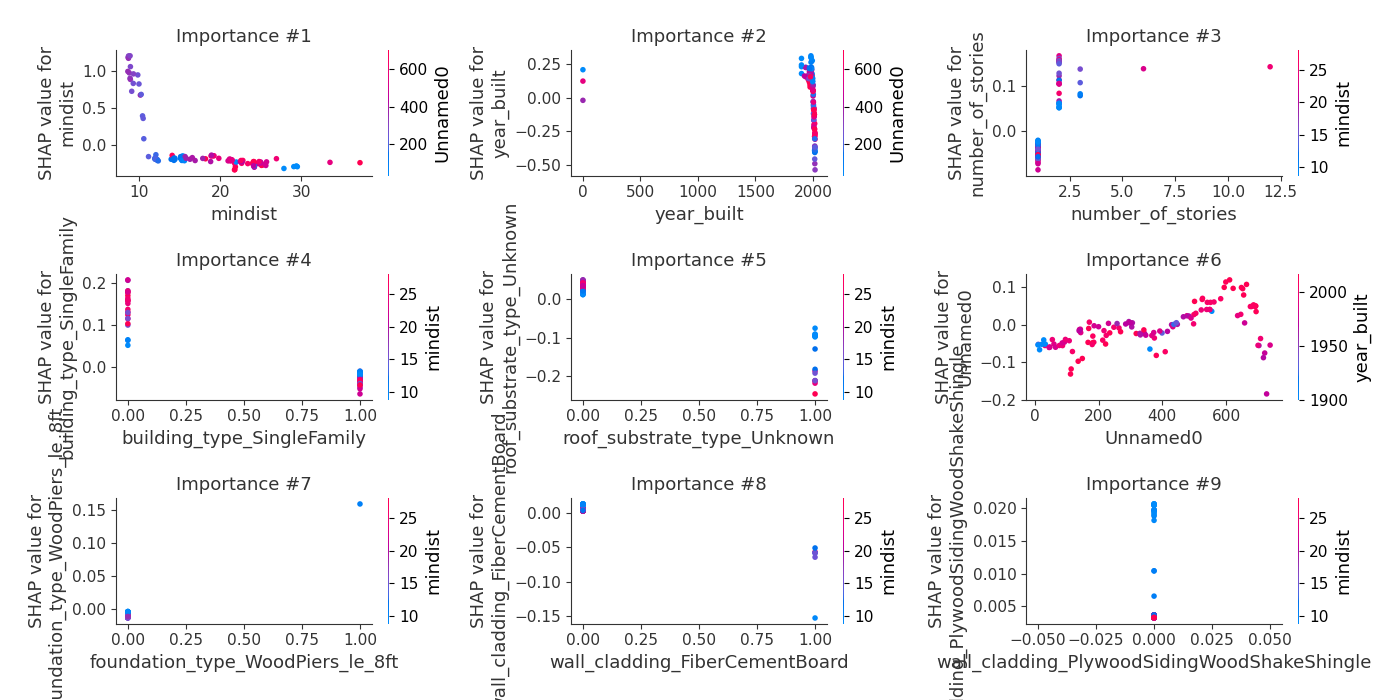 Importance #1
SHAP value for
mindist
1.0
0.5
0.0
10
20
30
mindist
600
400
200
Unnamed0
Importance #2
SHAP value for
year_built
0.25
0.00
−0.25
−0.50
0
500
1000
1500
2000
year_built
600
400
200
Unnamed0
Importance #3
SHAP value for
number_of_stories
0.1
0.0
2.5
5.0
7.5
10.0
12.5
number_of_stories
25
20
15
10
mindist
Importance #4
SHAP value for
building_type_SingleFamily
0.2
0.1
0.0
0.00
0.25
0.50
0.75
1.00
building_type_SingleFamily
25
20
15
10
mindist
Importance #5
SHAP value for
roof_substrate_type_Unknown
0.0
−0.1
−0.2
0.00
0.25
0.50
0.75
1.00
roof_substrate_type_Unknown
25
20
15
10
mindist
Importance #6
SHAP value for
Unnamed0
0.1
0.0
−0.1
−0.2
0
200
400
600
Unnamed0
2000
1950
1900
year_built
Importance #7
SHAP value for
undation_type_WoodPiers_le_8ft
0.15
0.10
0.05
0.00
0.00
0.25
0.50
0.75
1.00
foundation_type_WoodPiers_le_8ft
25
20
15
10
mindist
Importance #8
SHAP value for
all_cladding_FiberCementBoard
0.00
−0.05
−0.10
−0.15
0.00
0.25
0.50
0.75
1.00
wall_cladding_FiberCementBoard
25
20
15
10
mindist
Importance #9
SHAP value for
ding_PlywoodSidingWoodShakeShingle
0.020
0.015
0.010
0.005
−0.050
−0.025
0.000
0.025
0.050
wall_cladding_PlywoodSidingWoodShakeShingle
25
20
15
10
mindist